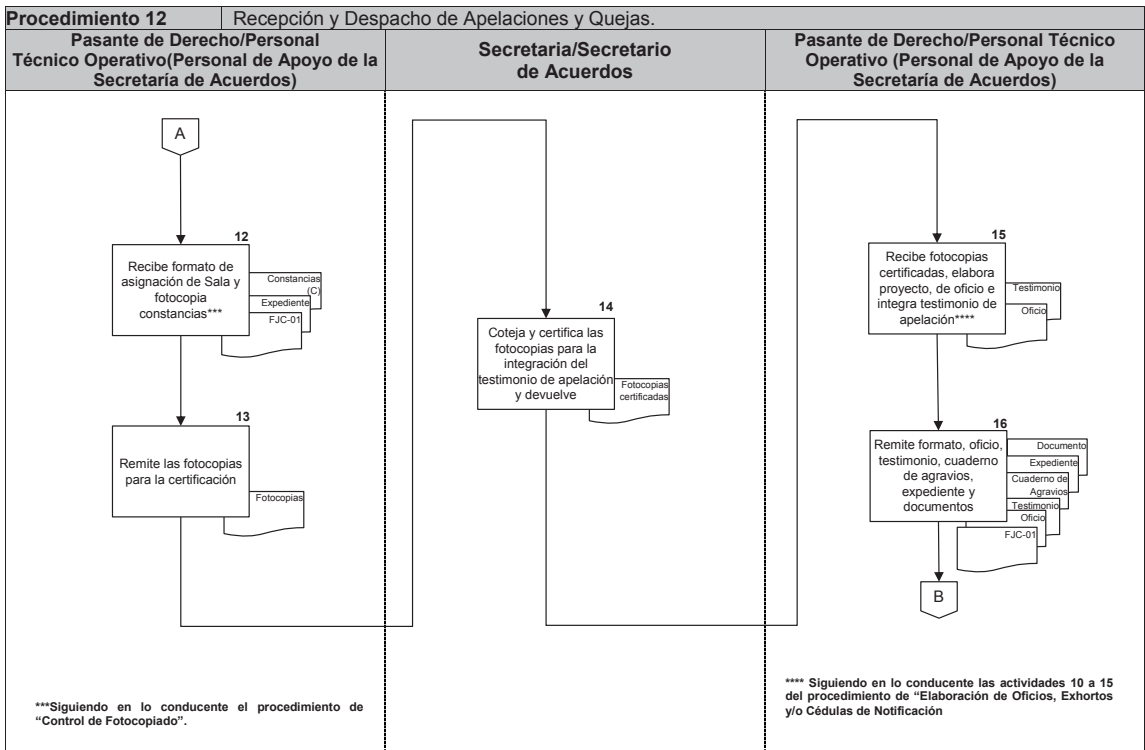 Procedimiento 12 Recepción y Despacho de Apelaciones y Quejas.
Pasante de Derecho/Personal
Técnico Operativo(Personal de Apoyo de la
Secretaría de Acuerdos)
Secretaria/Secretario
de Acuerdos
Pasante de Derecho/Personal Técnico
Operativo (Personal de Apoyo de la
Secretaría de Acuerdos)
A
12
Recibe formato de
asignación de Sala y
fotocopia
constancias***
Constancias
(C)
Expediente
FJC-01
13
Remite las fotocopias
para la certificación
Fotocopias
***Siguiendo en lo conducente el procedimiento de
“Control de Fotocopiado”.
14
Coteja y certifica las
fotocopias para la
integración del
testimonio de apelación
y devuelve
Fotocopias
certificadas
15
Recibe fotocopias
certificadas, elabora
proyecto, de oficio e
integra testimonio de
apelación****
Testimonio
Oficio
16
Remite formato, oficio,
testimonio, cuaderno
de agravios,
expediente y
documentos
Documento
Expediente
Cuaderno de
Agravios
Testimonio
Oficio
FJC-01
B
**** Siguiendo en lo conducente las actividades 10 a 15
del procedimiento de “Elaboración de Oficios, Exhortos
y/o Cédulas de Notificación